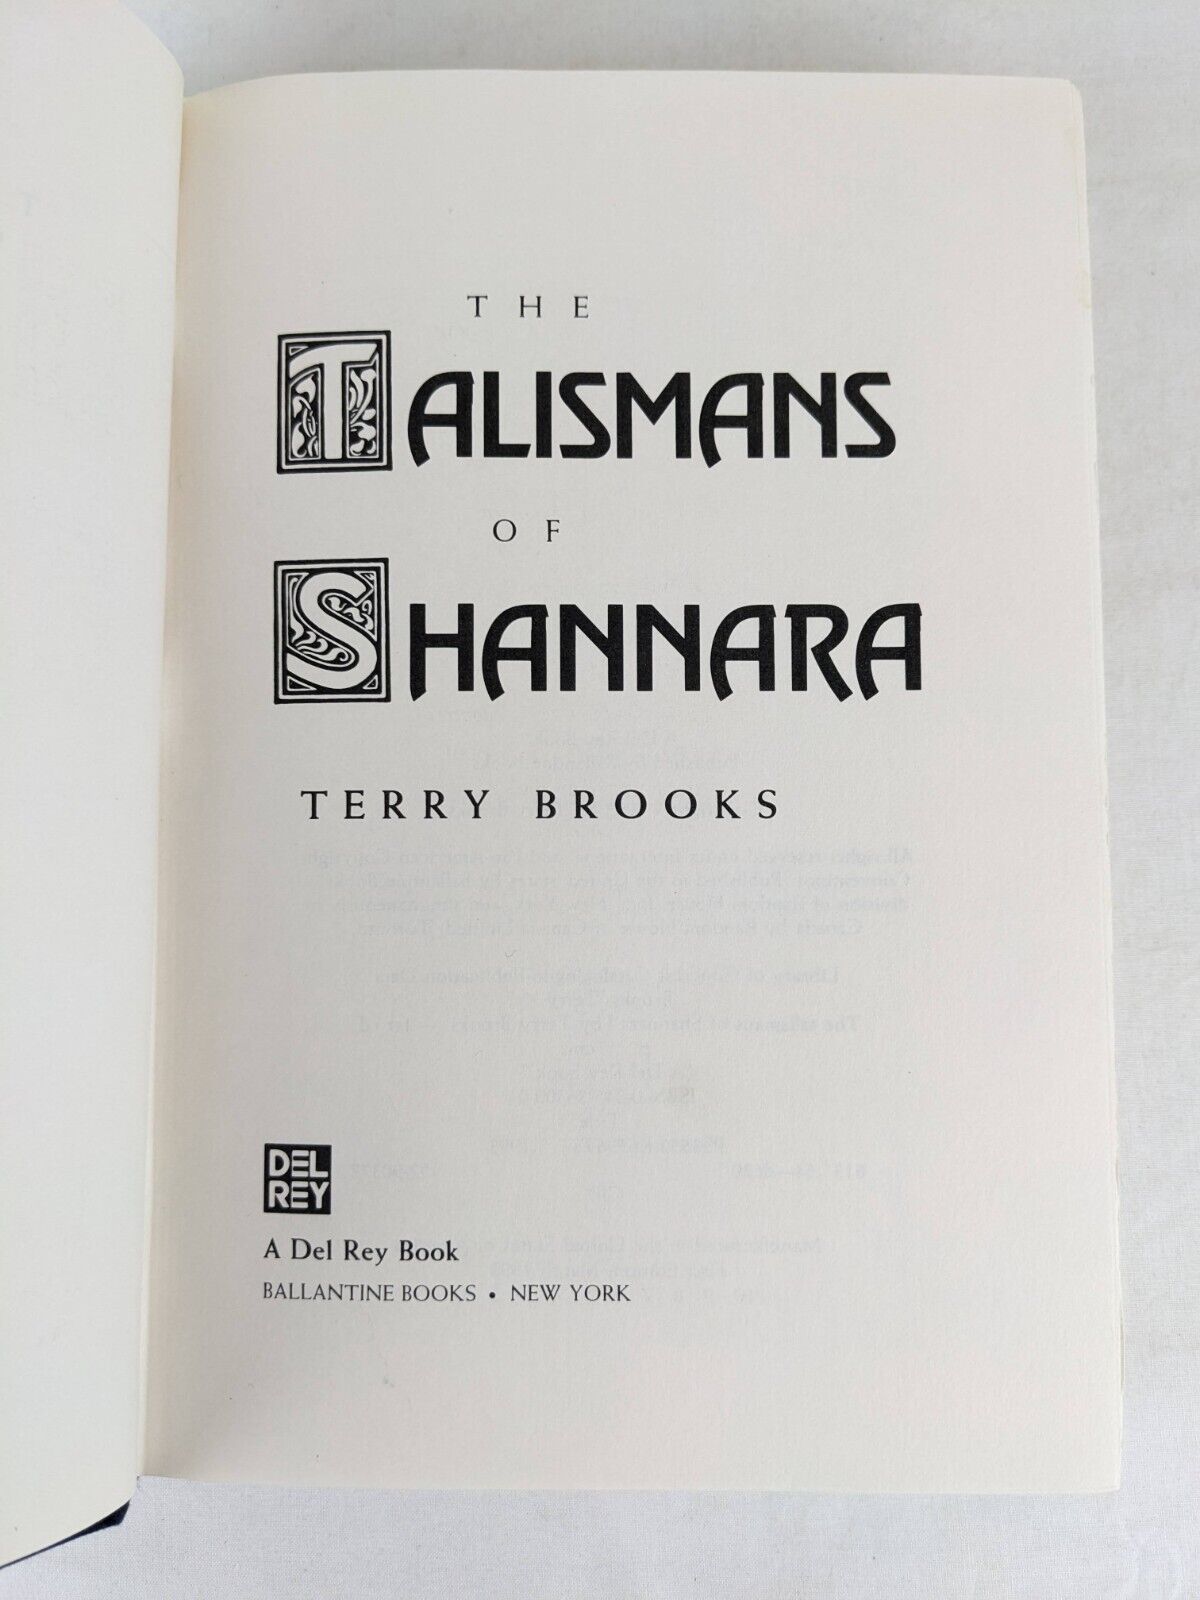 THE
TALISMANS
OF
SHANNARA
TERRY BROOKS
DEL
REY
A Del Rey Book
BALLANTINE BOOKS • NEW YORK